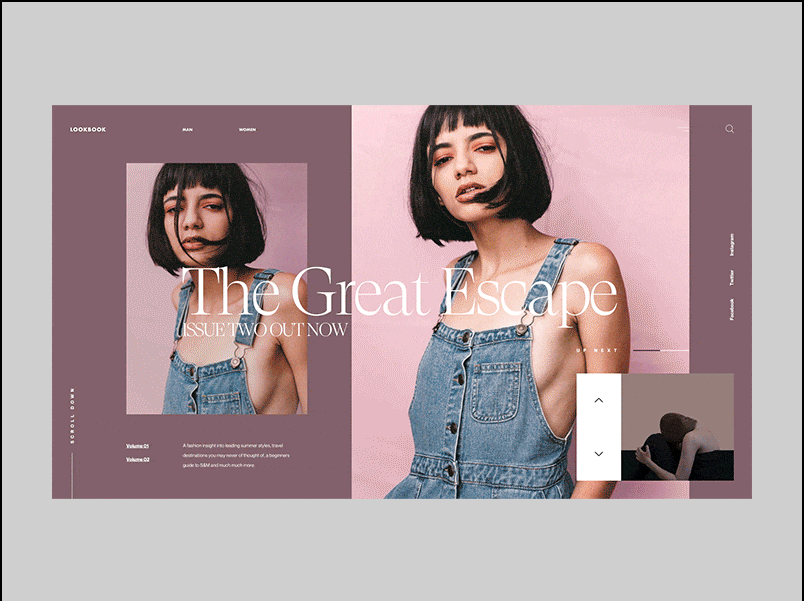 LOOKBOOK
MAN
WOMEN
The Great Escape
ISSUE TWO OUT NOW
UP NEXT
Instagram
Twitter
Facebook
SCROLL DOWN
Volume 01
Volume 02
A fashion insight into leading summer styles, travel
destinations you may never of thought of, a beginners
guide to S&M and much much more.